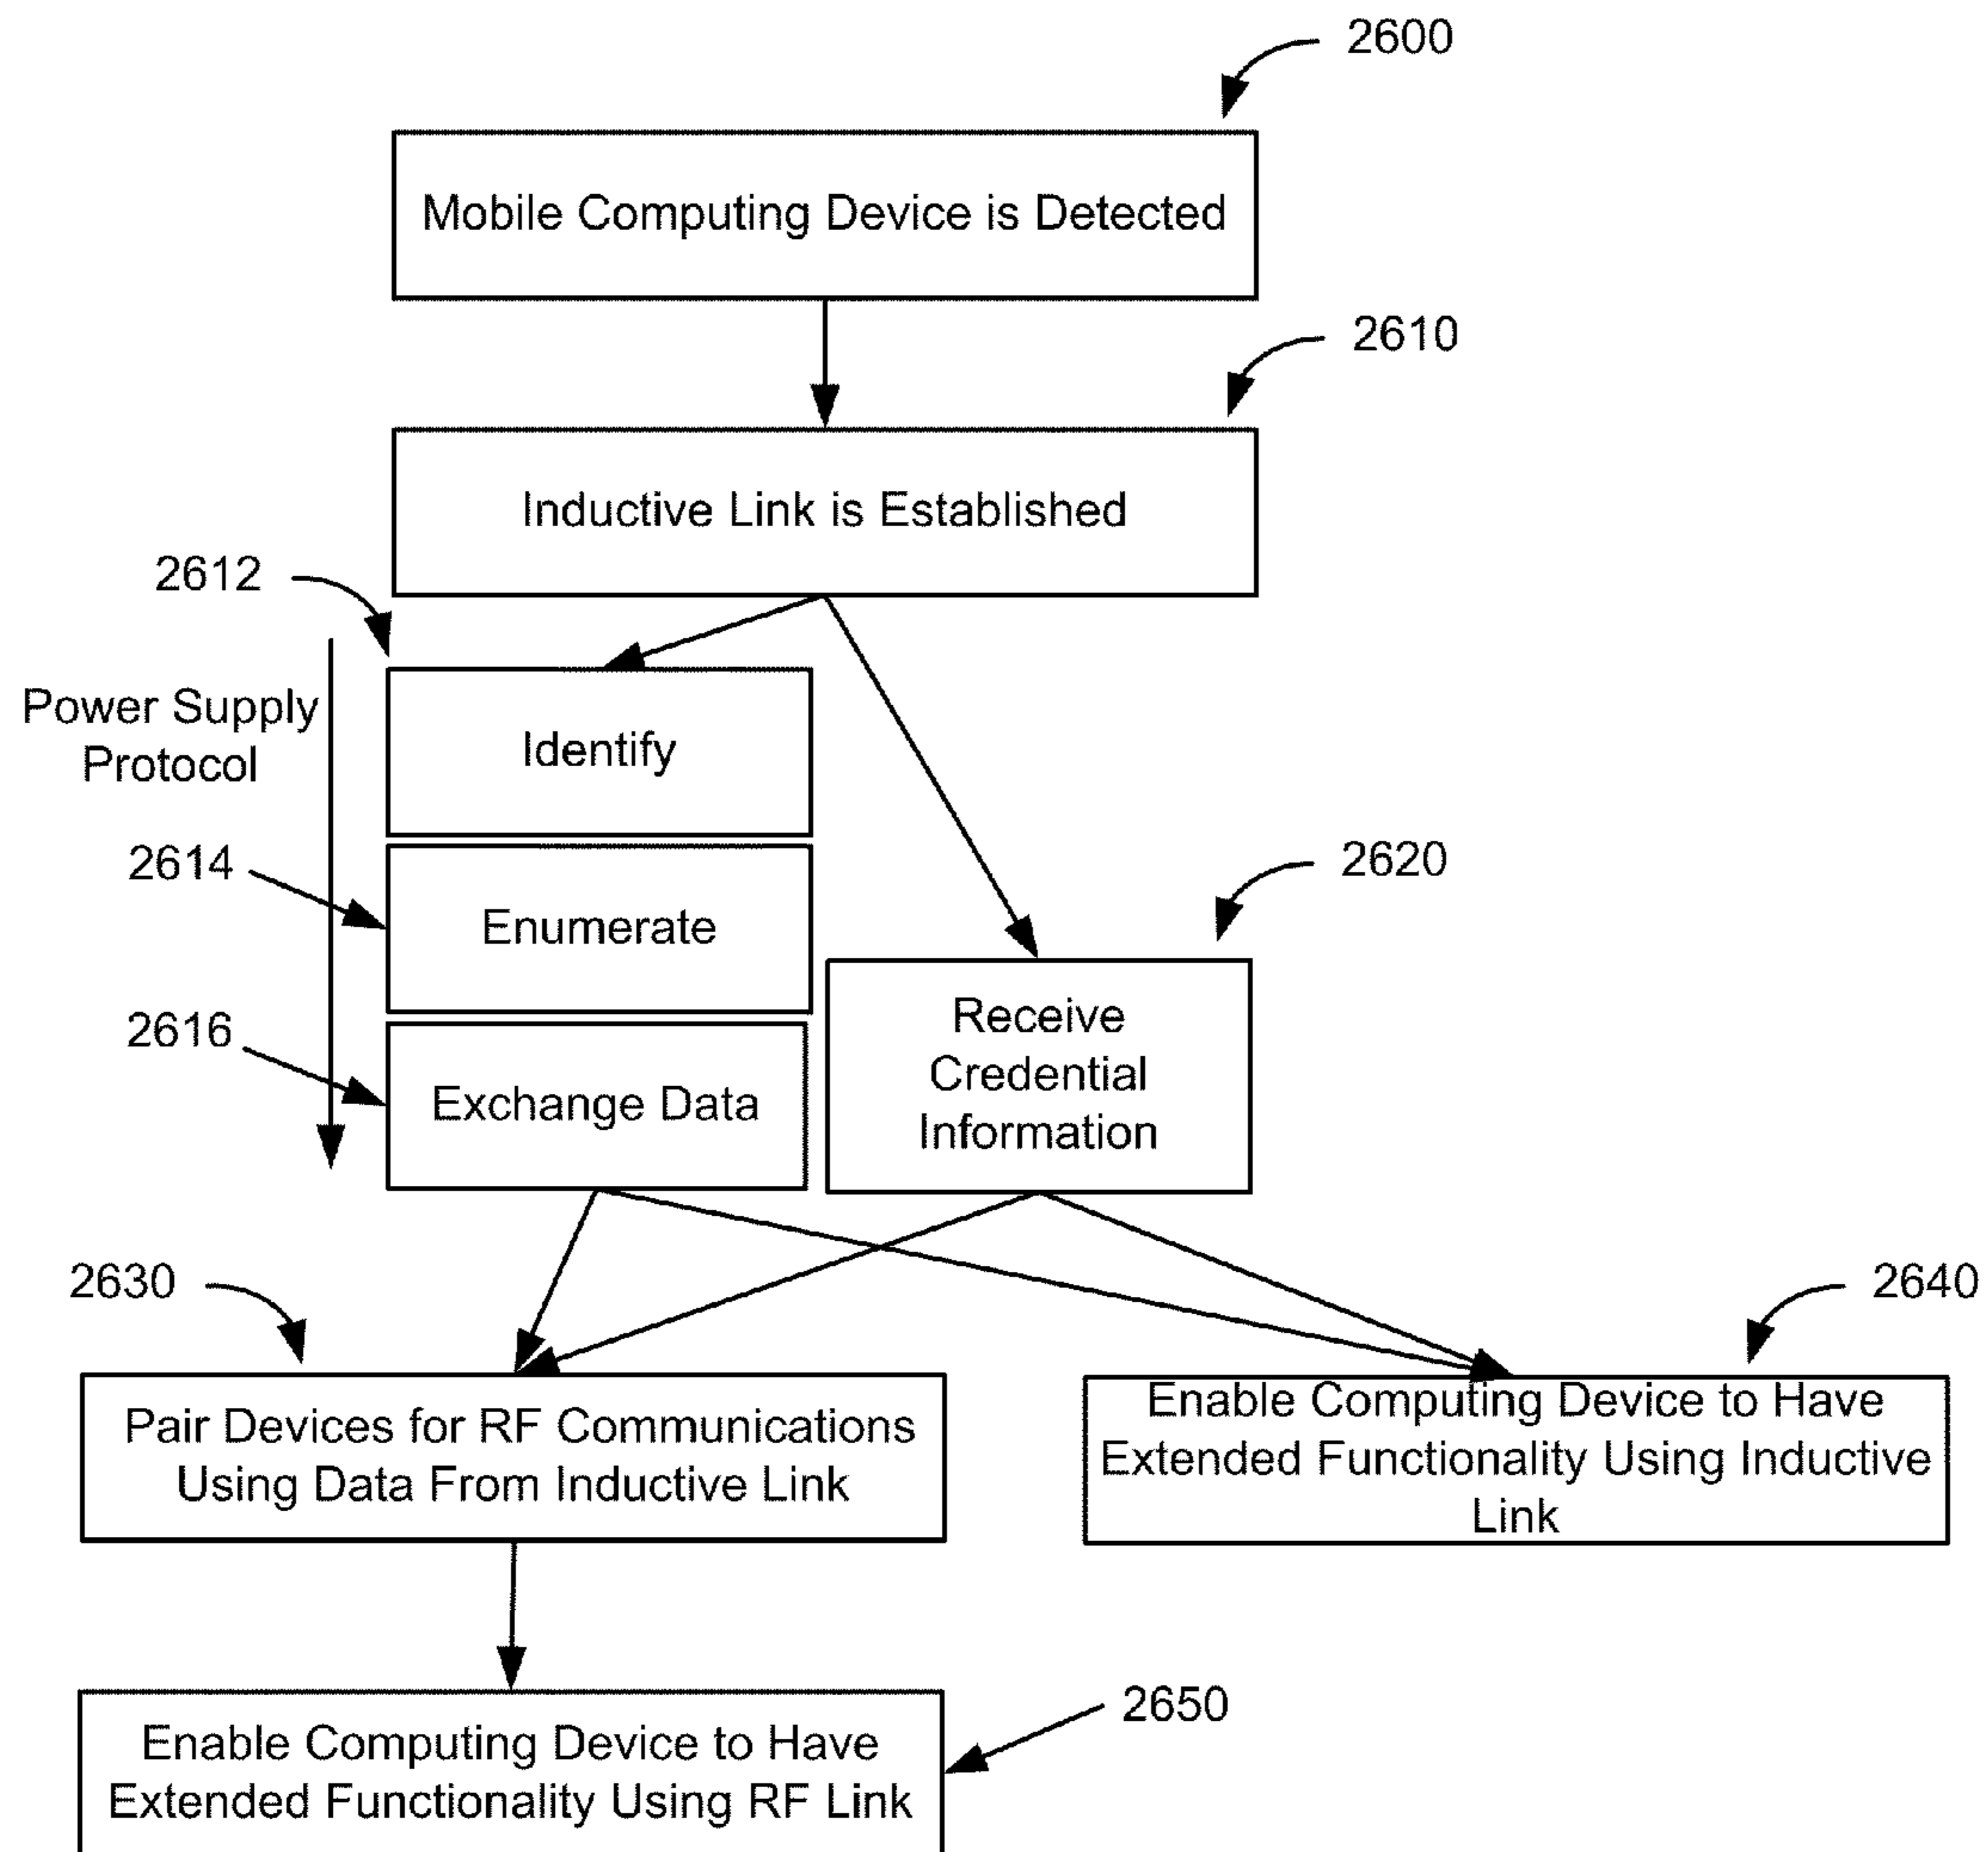 2600
Mobile Computing Device is Detected
2610
Inductive Link is Established
2612
Power Supply
Protocol
Identify
2614
Enumerate
2620
2616
Exchange Data
Receive
Credential
Information
2630
2640
Pair Devices for RF Communications
Using Data From Inductive Link
Enable Computing Device to Have
Extended Functionality Using Inductive
Link
2650
Enable Computing Device to Have
Extended Functionality Using RF Link